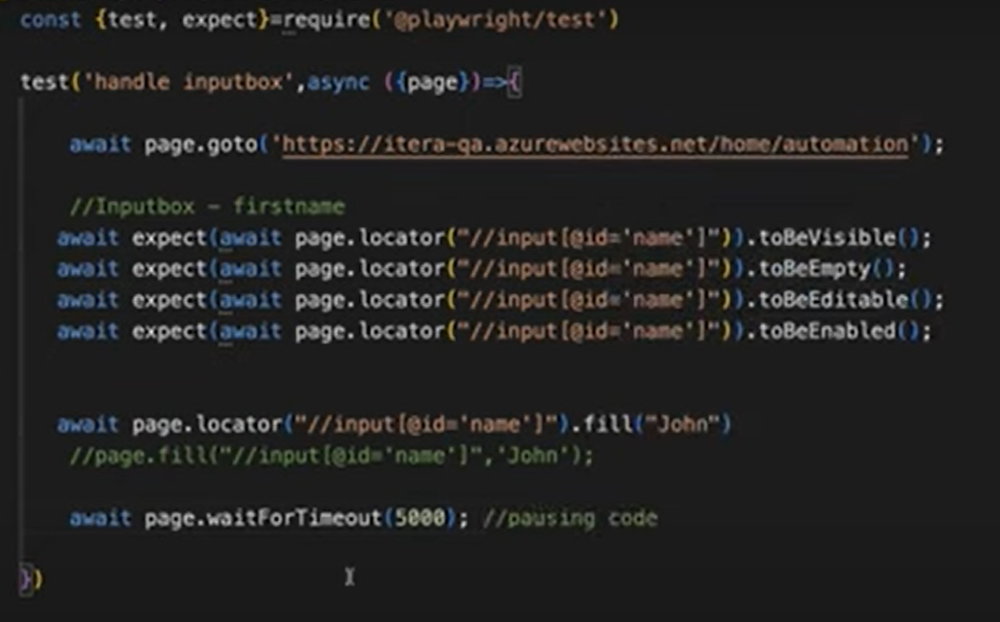 const {test, expect}=require('@playwright/test')
test('handle inputbox',async ({page})=>{
await page.goto('https://itera-qa.azurewebsites.net/home/automation');
//Inputbox - firstname
await expect(await page.locator("//input[@id='name']")).toBeVisible();
await expect(await page.locator("//input[@id='name']")).toBeEmpty();
await expect(await page.locator("//input[@id='name']")).toBeEditable();
await expect(await page.locator("//input[@id='name']")).toBeEnabled();
await page.locator("//input[@id='name']").fill("John")
//page.fill("//input[@id='name']",'John');
await page.waitForTimeout(5000); //pausing code
})